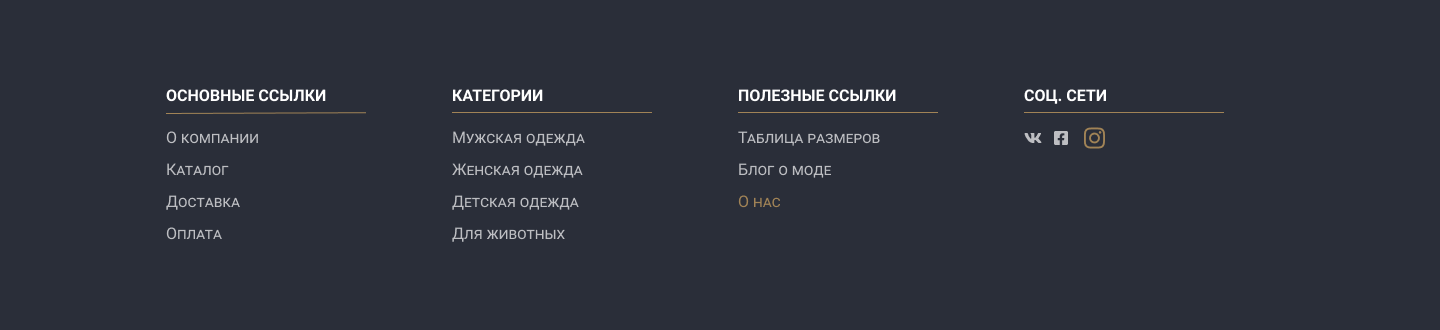 ОСНОВНЫЕ ССЫЛКИ
О компании
Каталог
Доставка
Оплата
КАТЕГОРИИ
Мужская одежда
Женская одежда
Детская одежда
Для животных
ПОЛЕЗНЫЕ ССЫЛКИ
Таблица размеров
Блог о моде
О нас
СОЦ. СЕТИ